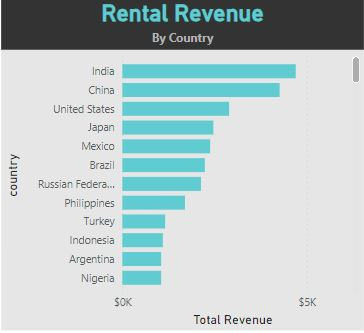 Rental Revenue
By Country
India
China
United States
Japan
Mexico
Brazil
Russian Federa...
Philippines
Turkey
Indonesia
Argentina
Nigeria
country
$0K
$5K
Total Revenue